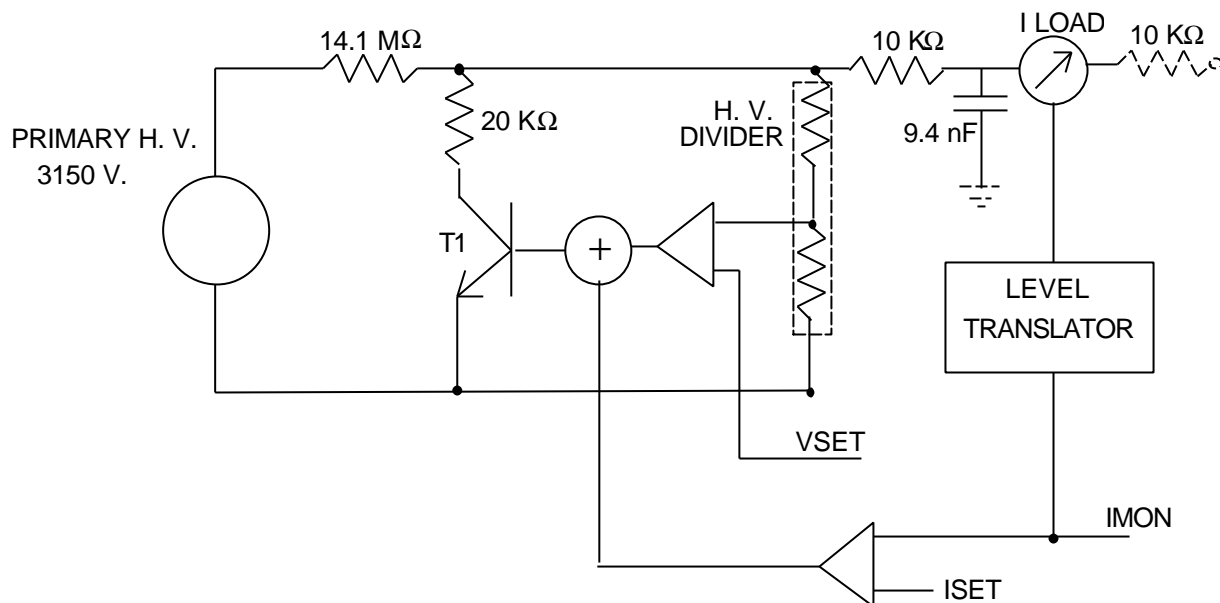 I LOAD
14.1 MΩ
10 KΩ
10 KΩ
20 KΩ
H. V.
DIVIDER
9.4 nF
PRIMARY H. V.
3150 V.
T1
+
LEVEL
TRANSLATOR
VSET
IMON
ISET